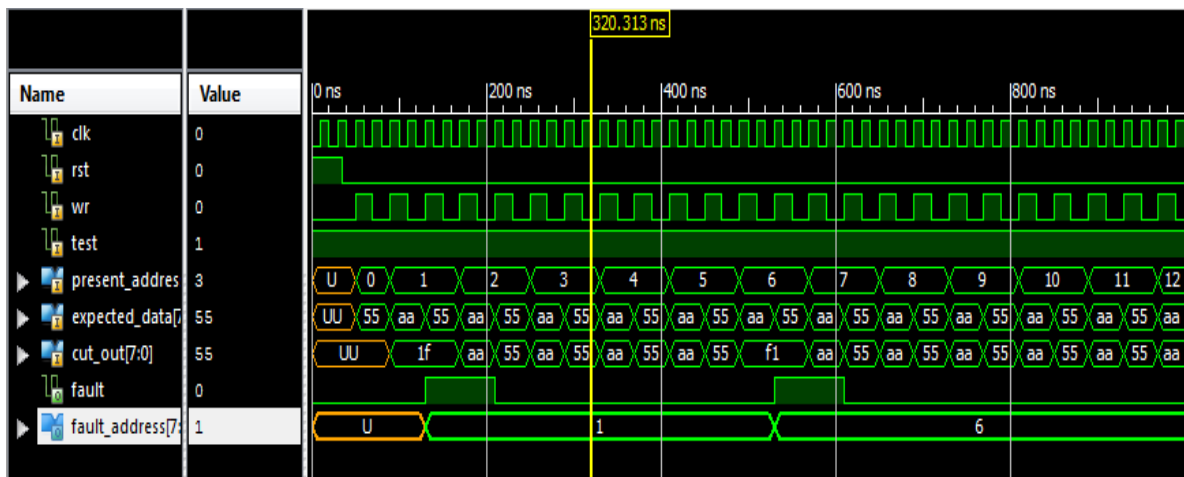 320.313 ns
Name Value 0 ns 200 ns 400 ns 600 ns 800 ns
clk 0
rst 0
wr 0
test 1
present_addres 3 U 0 1 2 3 4 5 6 7 8 9 10 11 12
expected_data[7 55 UU 55 aa 55 aa 55 aa 55 aa 55 aa 55 aa 55 aa 55 aa 55 aa 55 aa 55 aa 55 aa
cut_out[7:0] 55 UU 1f aa 55 aa 55 aa 55 aa 55 f1 aa 55 aa 55 aa 55 aa 55 aa 55 aa
fault 0
fault_address[7: 1 U 1 6